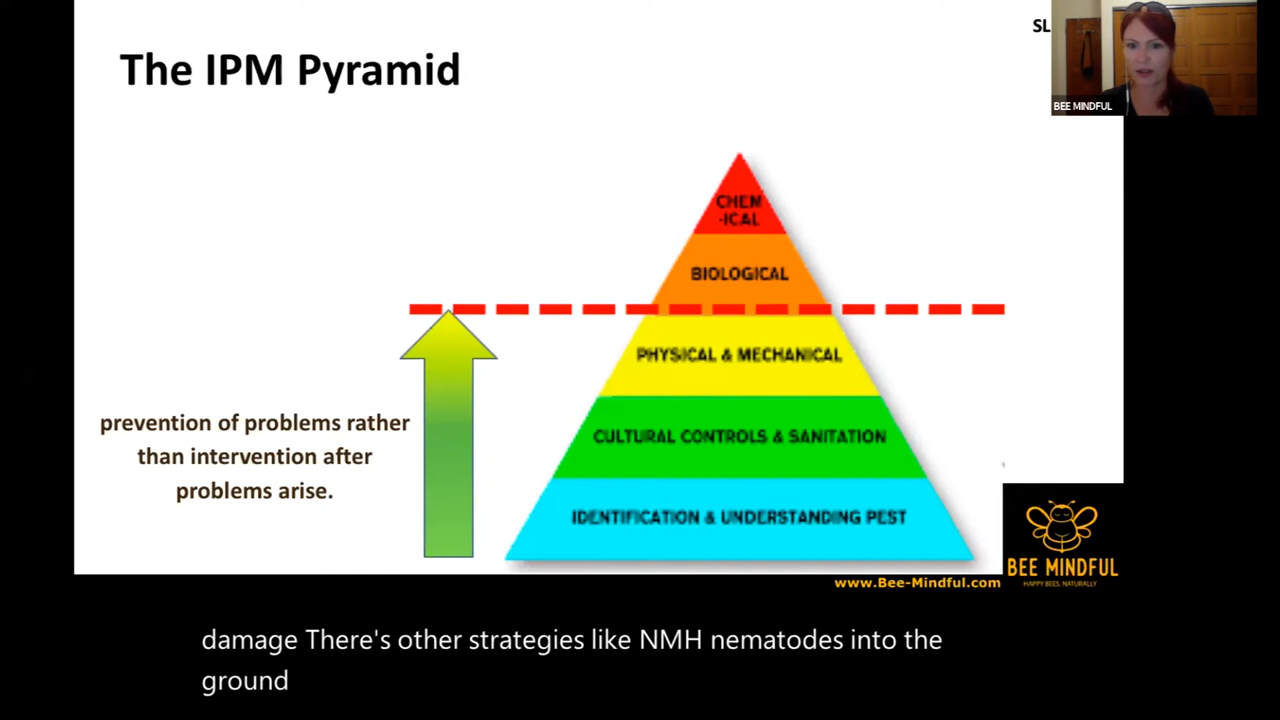 The IPM Pyramid
SL
BEE MINDFUL
CHEM
-ICAL
BIOLOGICAL
PHYSICAL & MECHANICAL
CULTURAL CONTROLS & SANITATION
IDENTIFICATION & UNDERSTANDING PEST
prevention of problems rather
than intervention after
problems arise.
BEE MINDFUL
HAPPY BEES, NATURALLY
www.Bee-Mindful.com
damage There's other strategies like NMH nematodes into the
ground